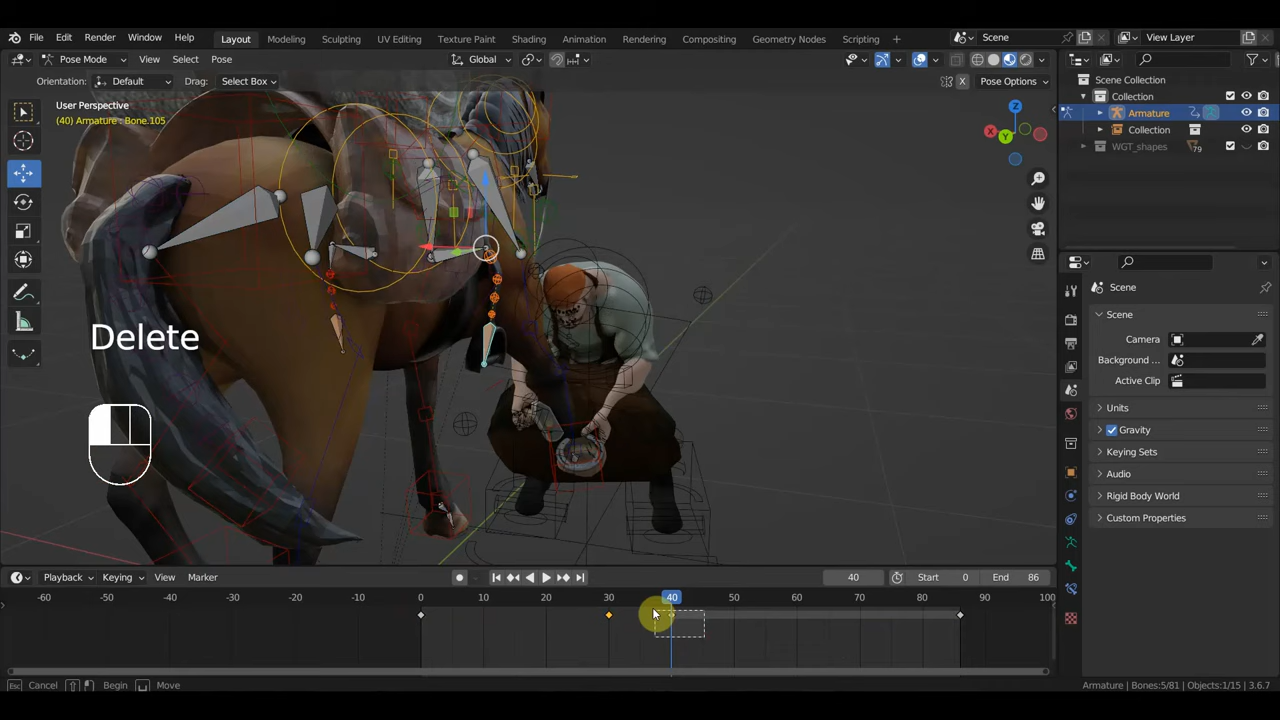 File Edit Render Window Help
Layout Modeling Sculpting UV Editing Texture Paint Shading Animation Rendering Compositing Geometry Nodes Scripting +
Scene View Layer
Pose Mode View Select Pose Global
Orientation: Default Drag: Select Box X Pose Options
User Perspective
(40) Armature : Bone.105
Z
X
Y
Scene Collection
Collection
Armature
Collection
WGT_shapes 79
Scene
Scene
Camera
Background ...
Active Clip
Units
Gravity
Keying Sets
Audio
Rigid Body World
Custom Properties
Delete
Playback Keying View Marker 40 Start 0 End 86
-60 -50 -40 -30 -20 -10 0 10 20 30 40 50 60 70 80 90 100
Esc Cancel Begin Move Armature | Bones:5/81 | Objects:1/15 | 3.6.7